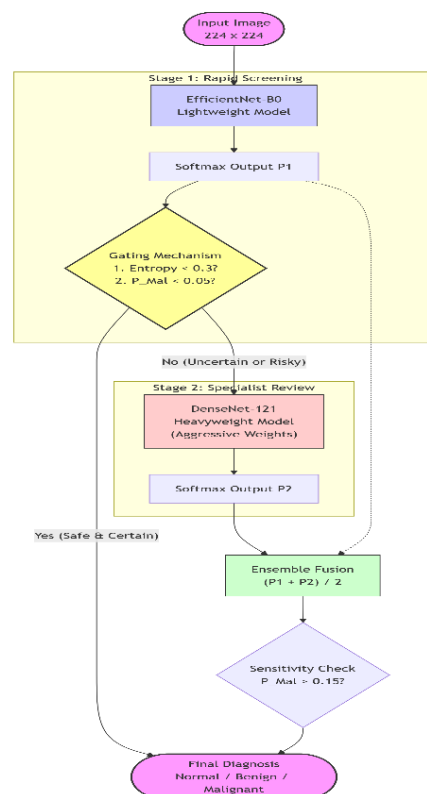 Input Image
224 x 224
Stage 1: Rapid Screening
EfficientNet-B0
Lightweight Model
Softmax Output P1
Gating Mechanism
1. Entropy < 0.3?
2. P_Mal < 0.05?
No (Uncertain or Risky)
Stage 2: Specialist Review
DenseNet-121
Heavyweight Model
(Aggressive Weights)
Softmax Output P2
Yes (Safe & Certain)
Ensemble Fusion
(P1 + P2) / 2
Sensitivity Check
P_Mal > 0.15?
Final Diagnosis
Normal / Benign /
Malignant